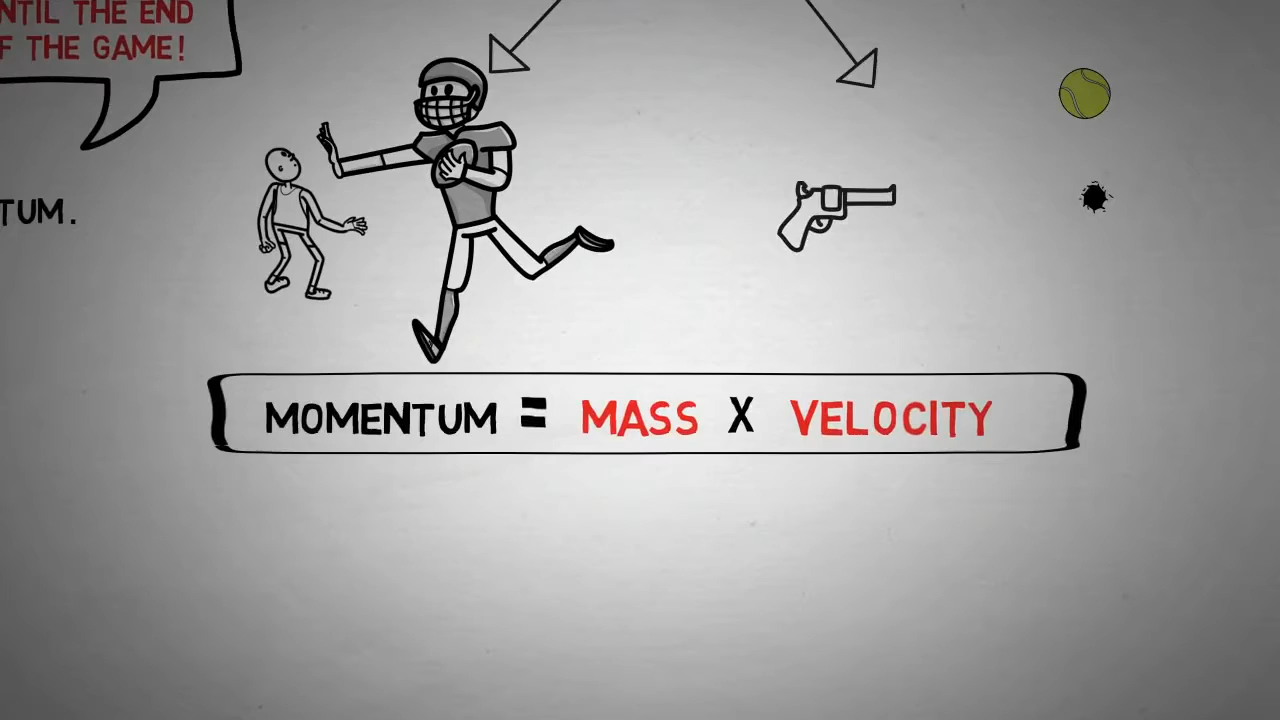 NTIL THE END
F THE GAME!
TUM.
MOMENTUM = MASS X VELOCITY